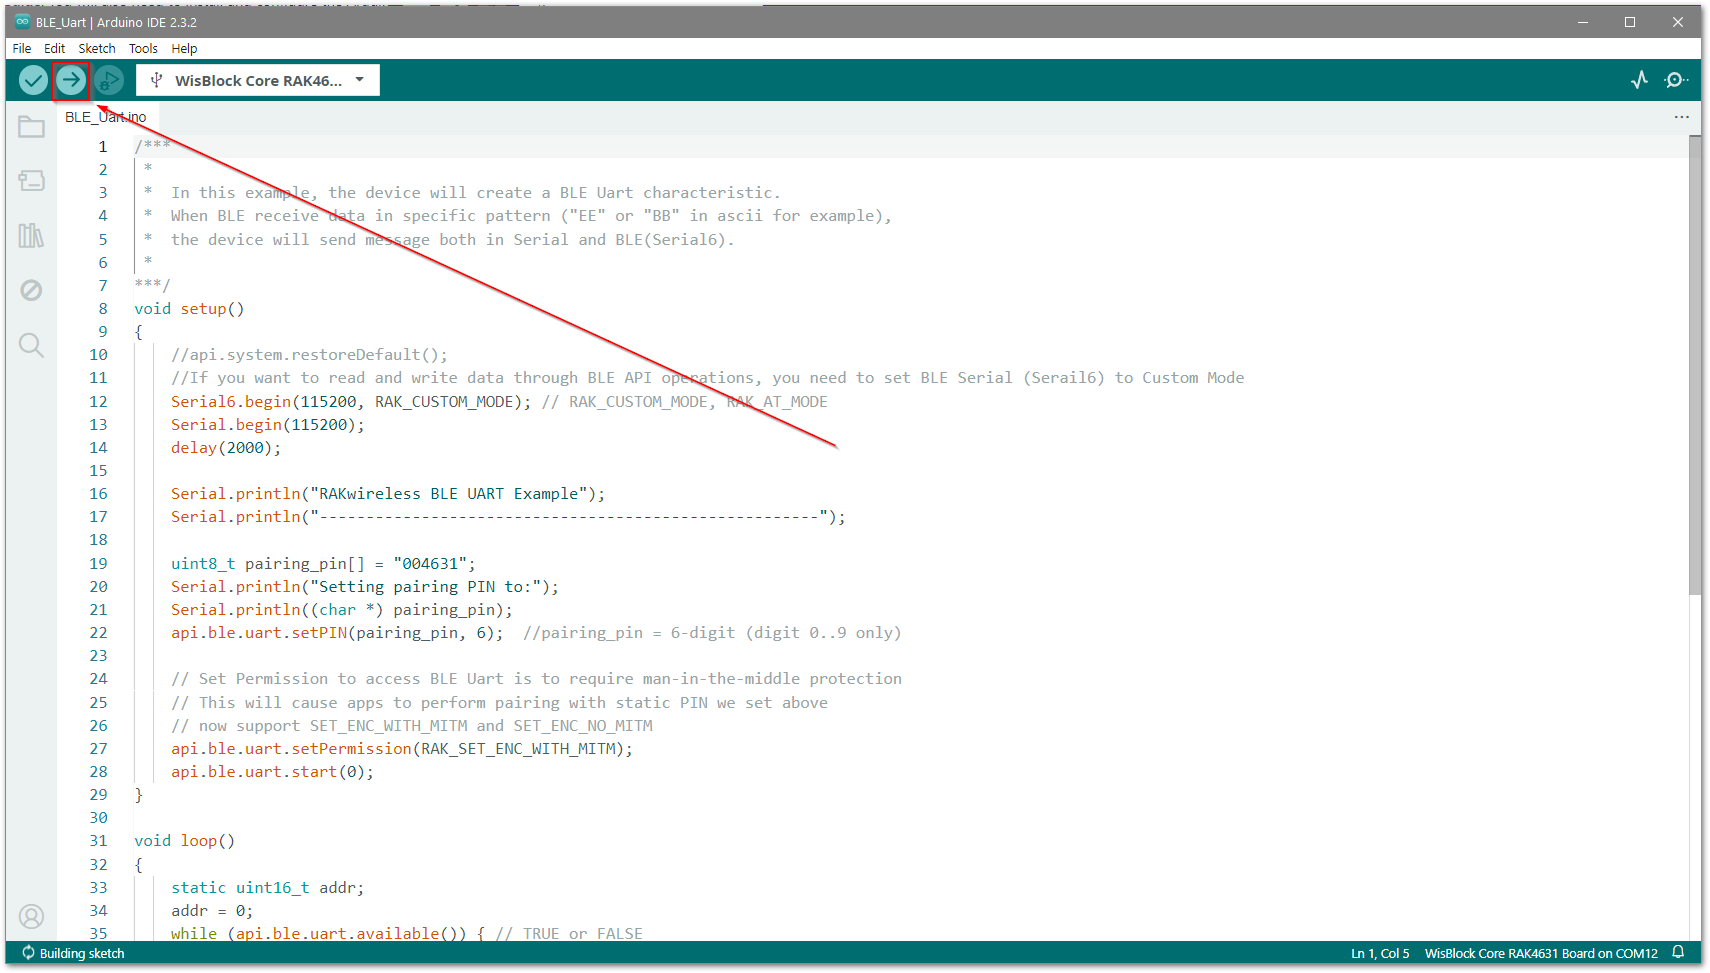 BLE_Uart | Arduino IDE 2.3.2
File Edit Sketch Tools Help
WisBlock Core RAK46...
BLE_Uart.ino
1 /***
2  *
3  *  In this example, the device will create a BLE Uart characteristic.
4  *  When BLE receive data in specific pattern ("EE" or "BB" in ascii for example),
5  *  the device will send message both in Serial and BLE(Serial6).
6  *
7 ***/
8 void setup()
9 {
10     //api.system.restoreDefault();
11     //If you want to read and write data through BLE API operations, you need to set BLE Serial (Serail6) to Custom Mode
12     Serial6.begin(115200, RAK_CUSTOM_MODE); // RAK_CUSTOM_MODE, RAK_AT_MODE
13     Serial.begin(115200);
14     delay(2000);
15
16     Serial.println("RAKwireless BLE UART Example");
17     Serial.println("------------------------------------------------------");
18
19     uint8_t pairing_pin[] = "004631";
20     Serial.println("Setting pairing PIN to:");
21     Serial.println((char *) pairing_pin);
22     api.ble.uart.setPIN(pairing_pin, 6);  //pairing_pin = 6-digit (digit 0..9 only)
23
24     // Set Permission to access BLE Uart is to require man-in-the-middle protection
25     // This will cause apps to perform pairing with static PIN we set above
26     // now support SET_ENC_WITH_MITM and SET_ENC_NO_MITM
27     api.ble.uart.setPermission(RAK_SET_ENC_WITH_MITM);
28     api.ble.uart.start(0);
29 }
30
31 void loop()
32 {
33     static uint16_t addr;
34     addr = 0;
35     while (api.ble.uart.available()) { // TRUE or FALSE
Building sketch
Ln 1, Col 5 WisBlock Core RAK4631 Board on COM12